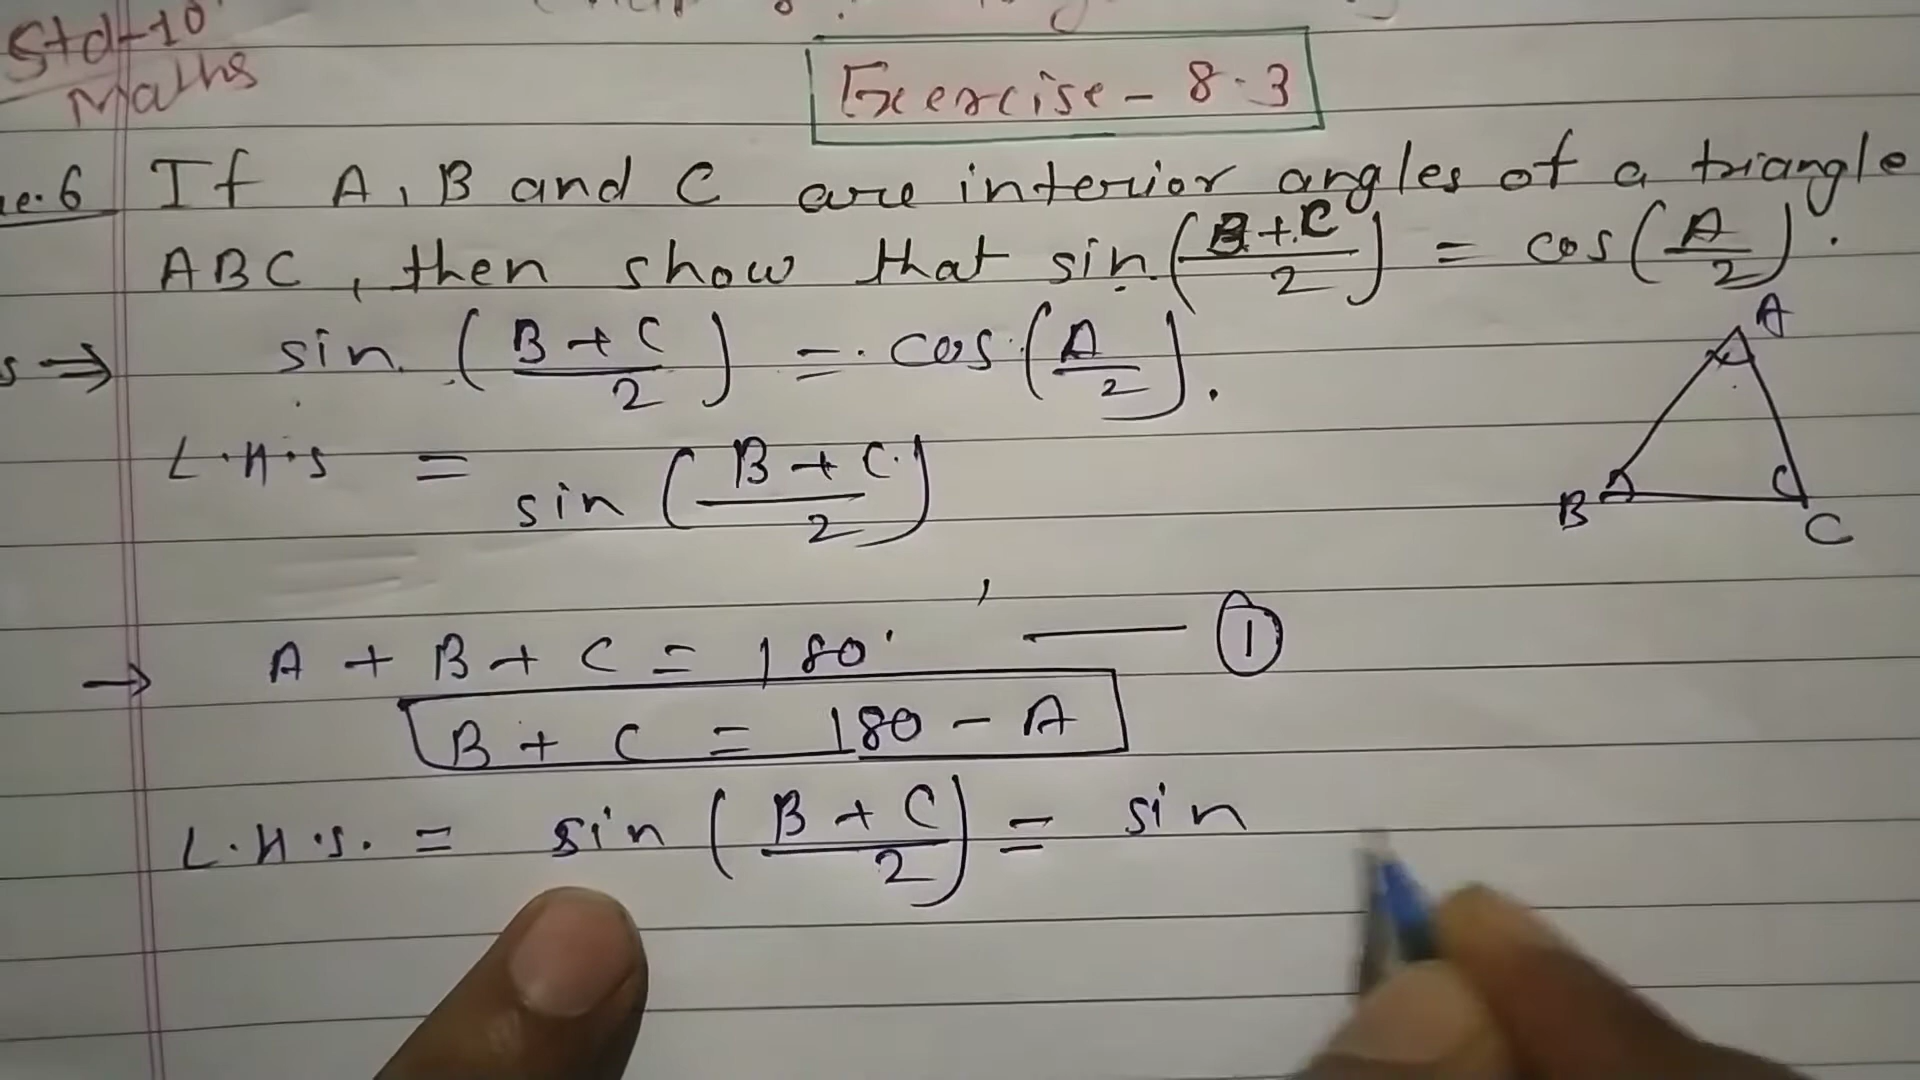 Std-10
Maths
Exercise - 8.3
e.6 If A, B and C are interior angles of a triangle
ABC, then show that sin(B+C/2) = cos(A/2).
s ⇒ sin (B+C/2) = cos (A/2).
A
L.H.S = sin (B+C/2)
B C
→ A + B + C = 180° —— ①
B + C = 180 - A
L.H.S. = sin (B+C/2) = sin